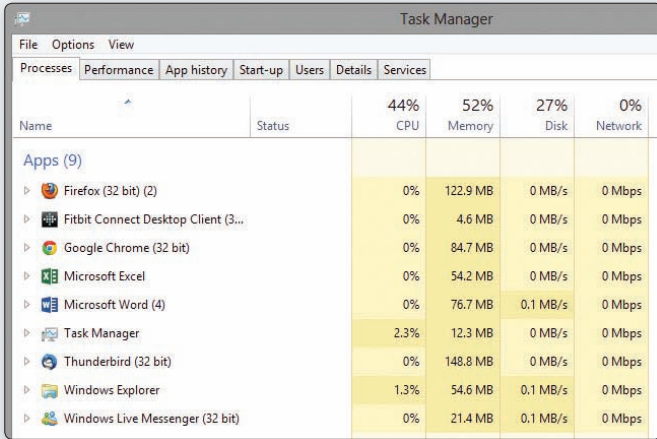 Task Manager
File Options View
Processes Performance App history Start-up Users Details Services
44% 52% 27% 0%
Name Status CPU Memory Disk Network
Apps (9)
Firefox (32 bit) (2) 0% 122.9 MB 0 MB/s 0 Mbps
Fitbit Connect Desktop Client (3... 0% 4.6 MB 0 MB/s 0 Mbps
Google Chrome (32 bit) 0% 84.7 MB 0 MB/s 0 Mbps
Microsoft Excel 0% 54.2 MB 0 MB/s 0 Mbps
Microsoft Word (4) 0% 76.7 MB 0.1 MB/s 0 Mbps
Task Manager 2.3% 12.3 MB 0 MB/s 0 Mbps
Thunderbird (32 bit) 0% 148.8 MB 0 MB/s 0 Mbps
Windows Explorer 1.3% 54.6 MB 0.1 MB/s 0 Mbps
Windows Live Messenger (32 bit) 0% 21.4 MB 0.1 MB/s 0 Mbps